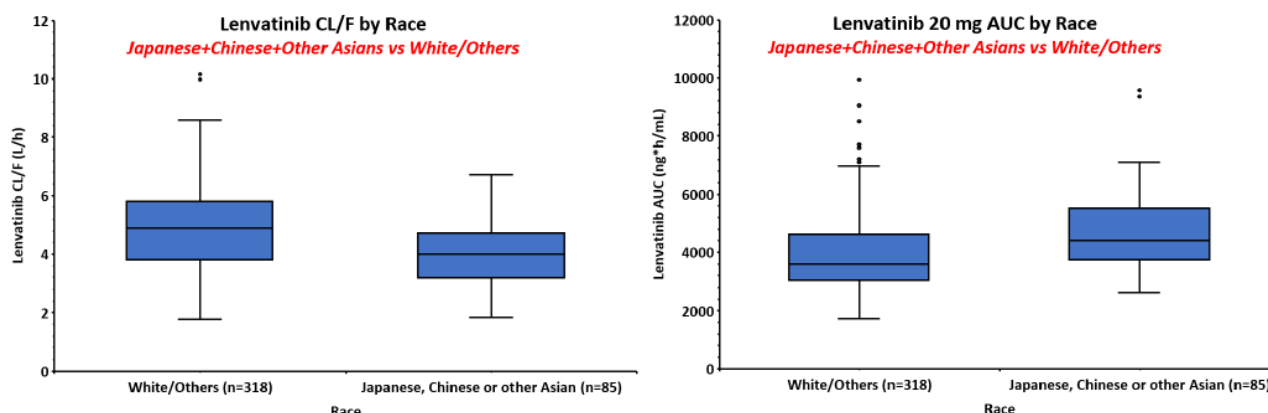 Lenvatinib CL/F by Race
Japanese+Chinese+Other Asians vs White/Others
Lenvatinib CL/F (L/h)
12
10
8
6
4
2
0
White/Others (n=318)
Japanese, Chinese or other Asian (n=85)
Race
Lenvatinib 20 mg AUC by Race
Japanese+Chinese+Other Asians vs White/Others
Lenvatinib AUC (ng*h/mL)
12000
10000
8000
6000
4000
2000
0
White/Others (n=318)
Japanese, Chinese or other Asian (n=85)
Race